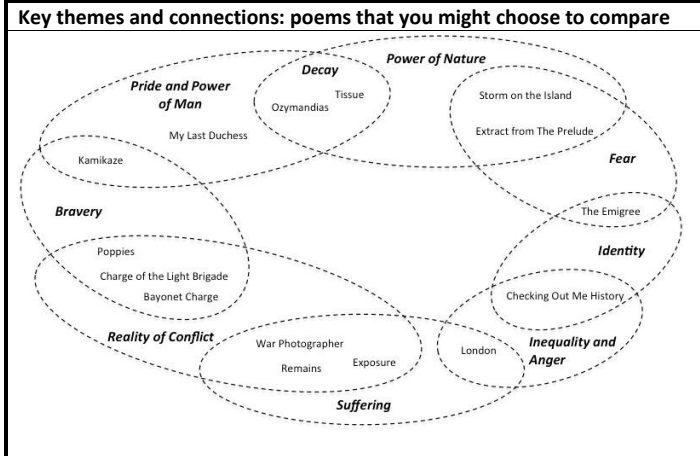 Key themes and connections: poems that you might choose to compare
Decay
Power of Nature
Pride and Power
of Man
Tissue
Ozymandias
Storm on the Island
My Last Duchess
Extract from The Prelude
Kamikaze
Fear
Bravery
The Emigree
Identity
Poppies
Charge of the Light Brigade
Bayonet Charge
Checking Out Me History
Reality of Conflict
War Photographer
Remains
Exposure
London
Inequality and
Anger
Suffering